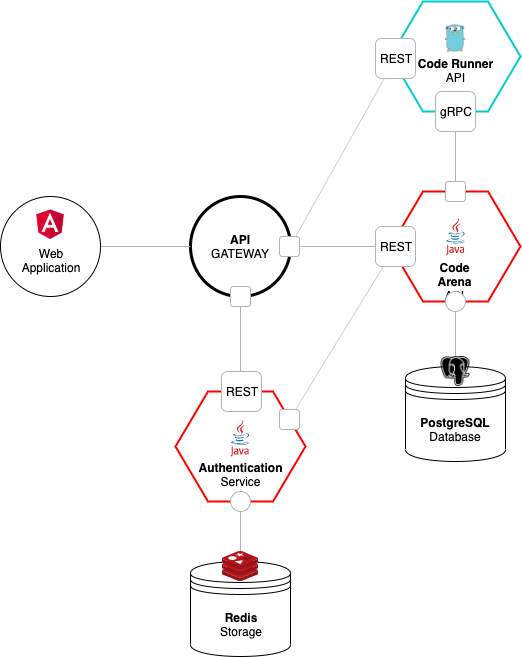 REST
Code Runner
API
gRPC
Web
Application
API
GATEWAY
REST
Java
Code
Arena
REST
Java
Authentication
Service
PostgreSQL
Database
Redis
Storage